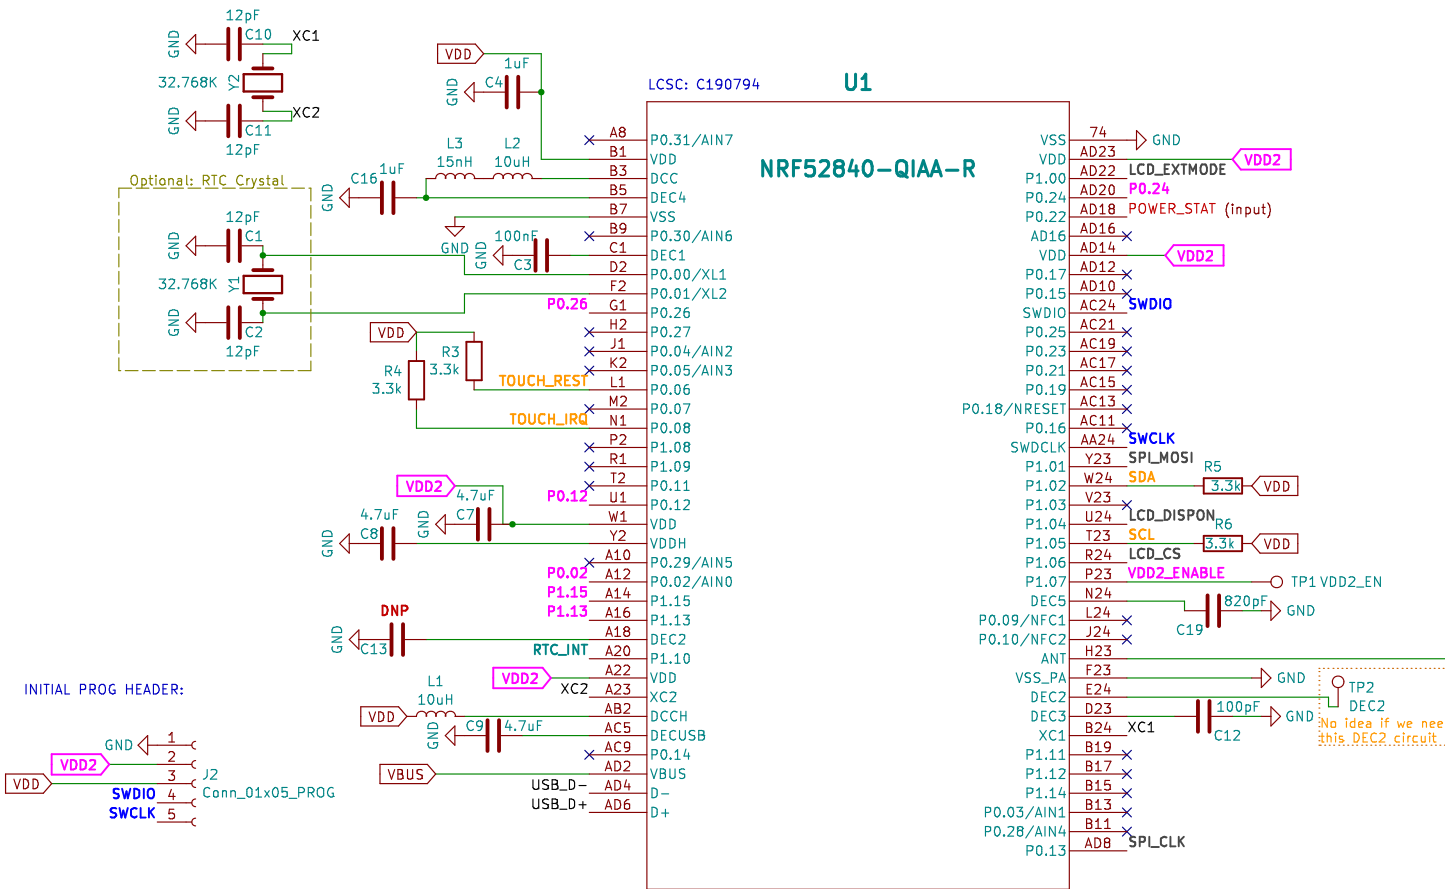 12pF
GND
C10
XC1
32.768K
Y2
XC2
GND
C11
12pF
VDD
1uF
C4
GND
LCSC: C190794
U1
NRF52840-QIAA-R
L3
15nH
L2
10uH
1uF
C16
GND
GND
100nF
GND
C3
Optional: RTC Crystal
12pF
GND
C1
32.768K
Y1
GND
C2
12pF
P0.26
VDD
R3
3.3k
R4
3.3k
TOUCH_REST
TOUCH_IRQ
VDD2
4.7uF
P0.12
GND
C7
4.7uF
GND
C8
P0.02
P1.15
P1.13
DNP
GND
C13
RTC_INT
VDD2
XC2
L1
10uH
VDD
GND
C9
4.7uF
VBUS
USB_D-
USB_D+
INITIAL PROG HEADER:
GND
1
VDD2
2
VDD
3
J2
SWDIO
4
Conn_01x05_PROG
SWCLK
5
A8 P0.31/AIN7
B1 VDD
B3 DCC
B5 DEC4
B7 VSS
B9 P0.30/AIN6
C1 DEC1
D2 P0.00/XL1
F2 P0.01/XL2
G1 P0.26
H2 P0.27
J1 P0.04/AIN2
K2 P0.05/AIN3
L1 P0.06
M2 P0.07
N1 P0.08
P2 P1.08
R1 P1.09
T2 P0.11
U1 P0.12
W1 VDD
Y2 VDDH
A10 P0.29/AIN5
A12 P0.02/AIN0
A14 P1.15
A16 P1.13
A18 DEC2
A20 P1.10
A22 VDD
A23 XC2
AB2 DCCH
AC5 DECUSB
AC9 P0.14
AD2 VBUS
AD4 D-
AD6 D+
VSS 74 GND
VDD AD23 VDD2
P1.00 AD22 LCD_EXTMODE
P0.24 AD20 P0.24
P0.22 AD18 POWER_STAT (input)
AD16 AD16
VDD AD14 VDD2
P0.17 AD12
P0.15 AD10
SWDIO AC24 SWDIO
P0.25 AC21
P0.23 AC19
P0.21 AC17
P0.19 AC15
P0.18/NRESET AC13
P0.16 AC11
SWDCLK AA24 SWCLK
P1.01 Y23 SPI_MOSI
P1.02 W24 SDA R5 3.3k VDD
P1.03 V23
P1.04 U24 LCD_DISPON
P1.05 T23 SCL R6 3.3k VDD
P1.06 R24 LCD_CS
P1.07 P23 VDD2_ENABLE TP1 VDD2_EN
DEC5 N24 820pF C19 GND
P0.09/NFC1 L24
P0.10/NFC2 J24
ANT H23
VSS_PA F23 GND
DEC2 E24 TP2 DEC2
DEC3 D23 100pF C12 GND
XC1 B24 XC1
No idea if we nee
this DEC2 circuit
P1.11 B19
P1.12 B17
P1.14 B15
P0.03/AIN1 B13
P0.28/AIN4 B11
P0.13 AD8 SPI_CLK